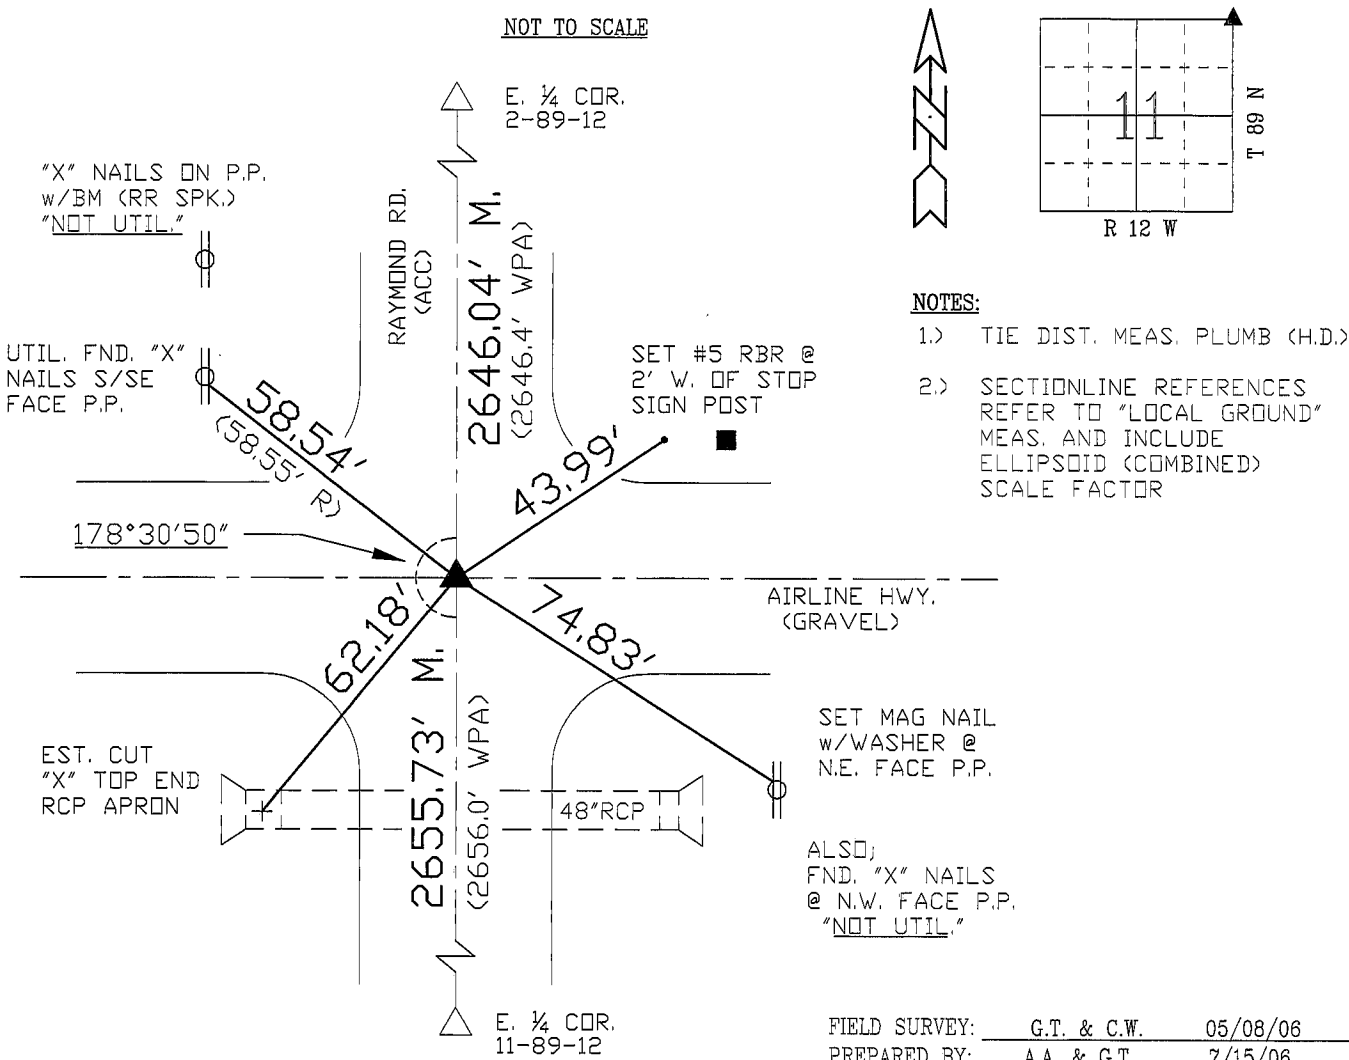 NOT TO SCALE
E. ¼ COR.
2-89-12
"X" NAILS ON P.P.
w/BM (RR SPK.)
"NOT UTIL."
RAYMOND RD.
(ACC)
2646.04' M.
(2646.4' WPA)
11
T 89 N
R 12 W
UTIL. FND. "X"
NAILS S/SE
FACE P.P.
58.54'
(58.55' R)
SET #5 RBR @
2' W. OF STOP
SIGN POST
43.99'
NOTES:
1.) TIE DIST. MEAS. PLUMB (H.D.)
2.) SECTIONLINE REFERENCES
REFER TO "LOCAL GROUND"
MEAS. AND INCLUDE
ELLIPSOID (COMBINED)
SCALE FACTOR
178°30'50"
AIRLINE HWY.
(GRAVEL)
62.18'
74.83'
2655.73' M.
(2656.0' WPA)
EST. CUT
"X" TOP END
RCP APRON
48"RCP
SET MAG NAIL
w/WASHER @
N.E. FACE P.P.
ALSO;
FND. "X" NAILS
@ N.W. FACE P.P.
"NOT UTIL."
E. ¼ COR.
11-89-12
FIELD SURVEY: G.T. & C.W. 05/08/06
PREPARED BY: A.A. & G.T. 7/15/06